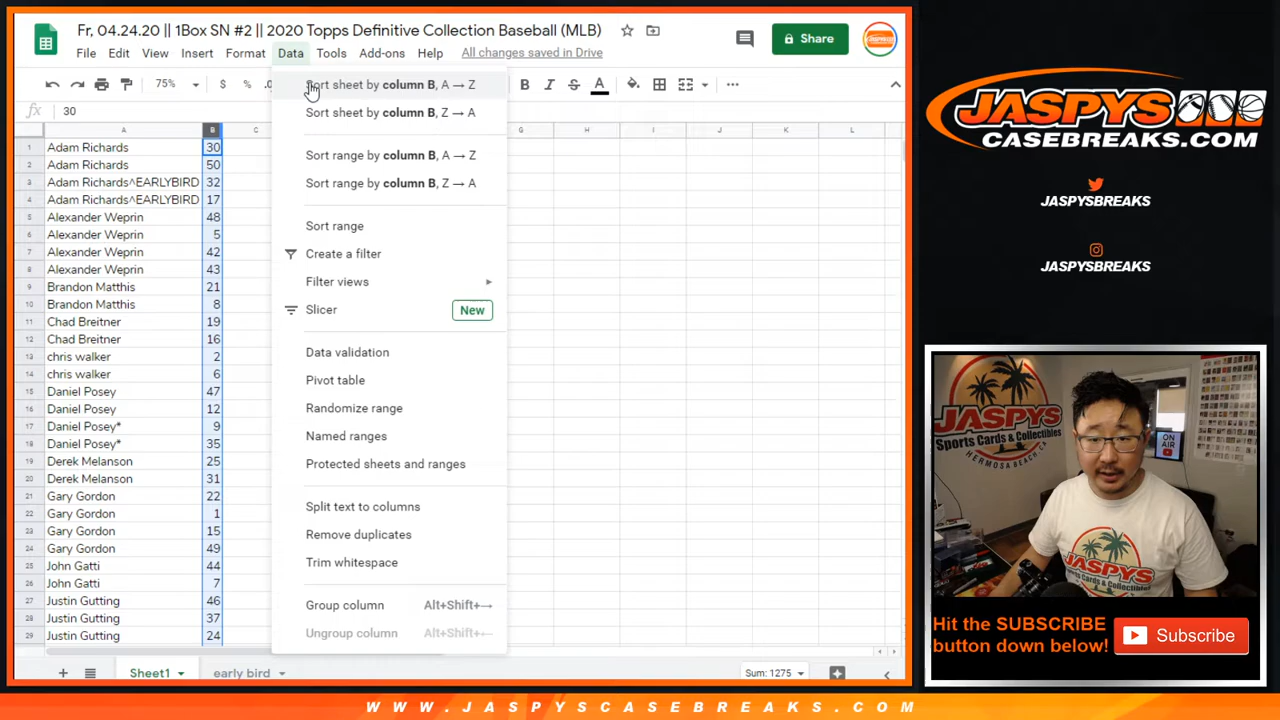 Fr, 04.24.20 || 1Box SN #2 || 2020 Topps Definitive Collection Baseball (MLB)
File Edit View Insert Format Data Tools Add-ons Help All changes saved in Drive
Share
75% $ % .0 B I S A
fx 30
A B C G H I J K L
1 Adam Richards 30
2 Adam Richards 50
3 Adam Richards^EARLYBIRD 32
4 Adam Richards^EARLYBIRD 17
5 Alexander Weprin 48
6 Alexander Weprin 5
7 Alexander Weprin 42
8 Alexander Weprin 43
9 Brandon Matthis 21
10 Brandon Matthis 8
11 Chad Breitner 19
12 Chad Breitner 16
13 chris walker 2
14 chris walker 6
15 Daniel Posey 47
16 Daniel Posey 12
17 Daniel Posey* 9
18 Daniel Posey* 35
19 Derek Melanson 25
20 Derek Melanson 31
21 Gary Gordon 22
22 Gary Gordon 1
23 Gary Gordon 15
24 Gary Gordon 49
25 John Gatti 44
26 John Gatti 7
27 Justin Gutting 46
28 Justin Gutting 37
29 Justin Gutting 24
Sort sheet by column B, A → Z
Sort sheet by column B, Z → A
Sort range by column B, A → Z
Sort range by column B, Z → A
Sort range
Create a filter
Filter views
Slicer New
Data validation
Pivot table
Randomize range
Named ranges
Protected sheets and ranges
Split text to columns
Remove duplicates
Trim whitespace
Group column Alt+Shift+→
Ungroup column Alt+Shift+←
Sheet1 early bird Sum: 1275
JASPYS
CASEBREAKS.COM
JASPYSBREAKS
JASPYSBREAKS
JASPYS
Sports Cards & Collectibles
HERMOSA BEACH, CA
ON AIR
JASPYS
Hit the SUBSCRIBE
button down below!
Subscribe
WWW.JASPYSCASEBREAKS.COM